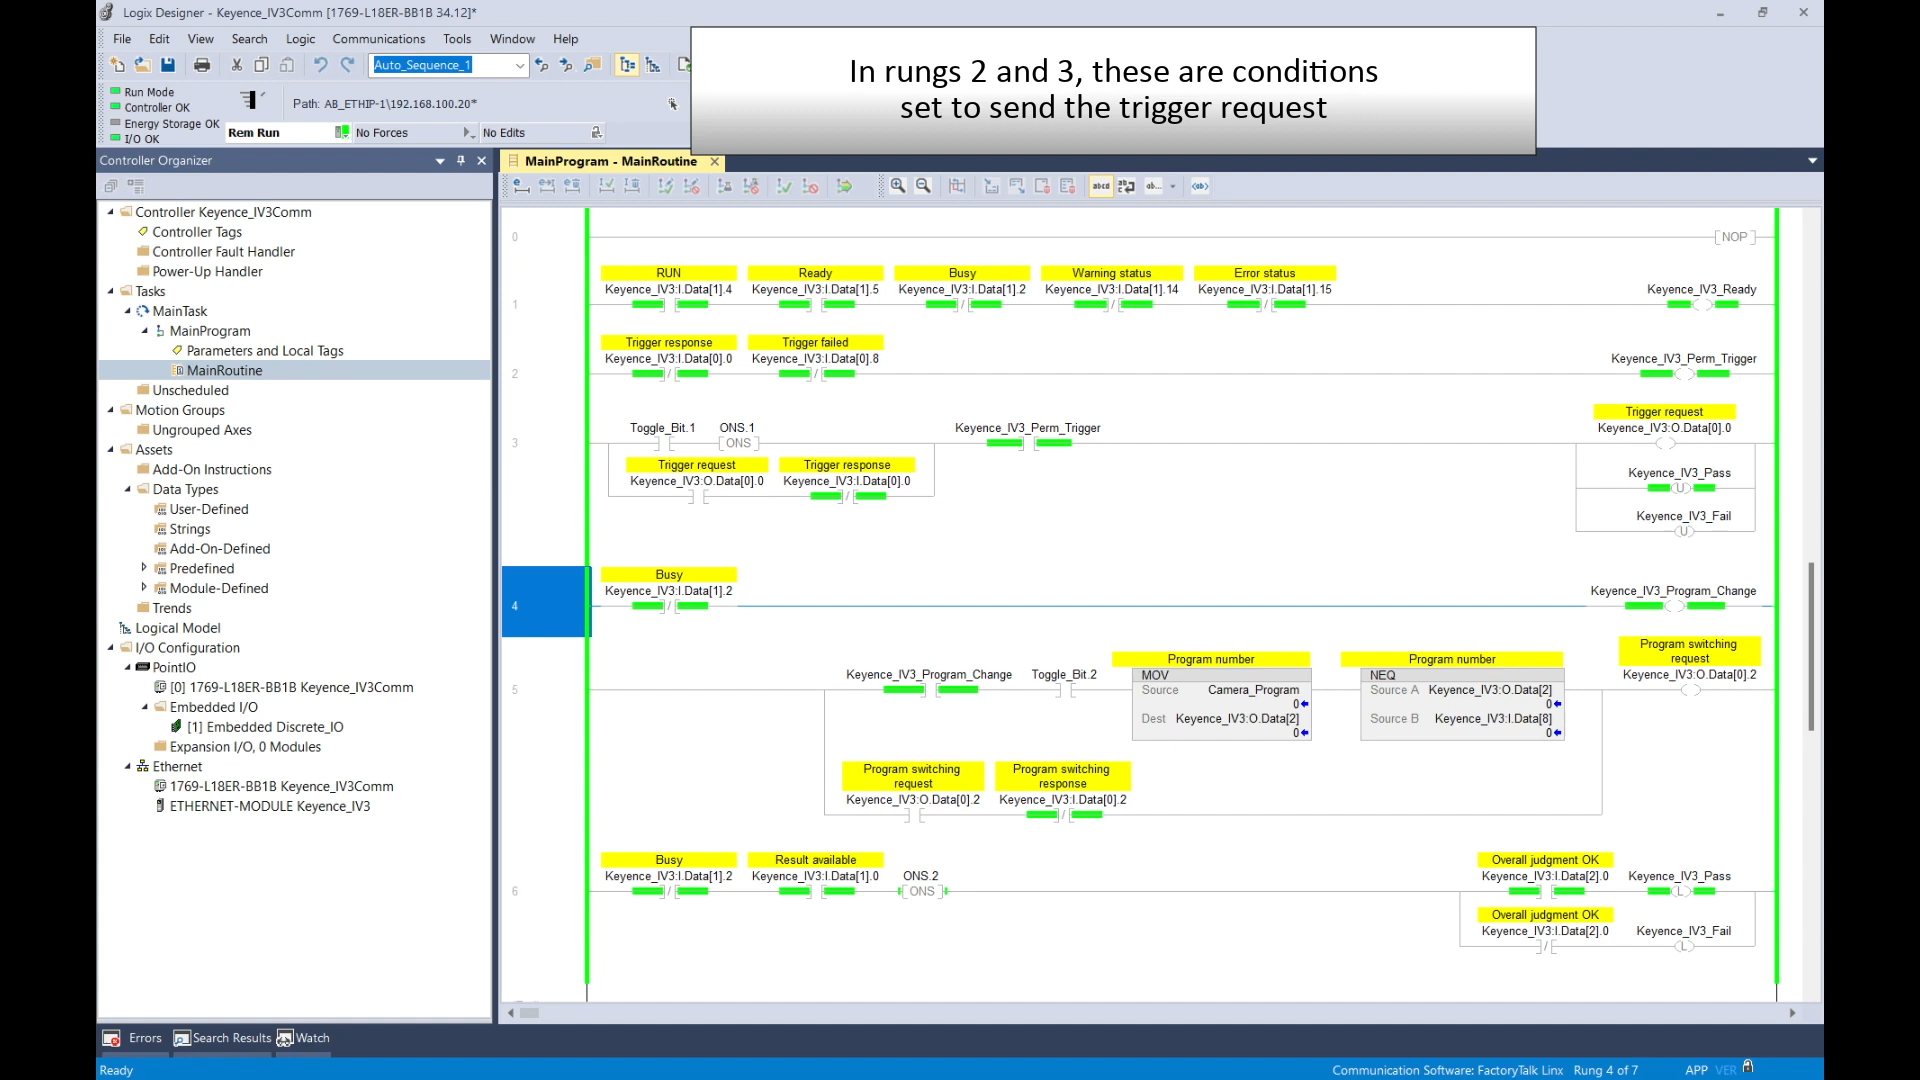 Logix Designer - Keyence_IV3Comm [1769-L18ER-BB1B 34.12]*
File Edit View Search Logic Communications Tools Window Help
Auto_Sequence_1
In rungs 2 and 3, these are conditions
set to send the trigger request
Run Mode
Controller OK
Energy Storage OK
I/O OK
Path: AB_ETHIP-1\192.168.100.20*
Rem Run No Forces No Edits
Controller Organizer
MainProgram - MainRoutine
Controller Keyence_IV3Comm
Controller Tags
Controller Fault Handler
Power-Up Handler
Tasks
MainTask
MainProgram
Parameters and Local Tags
MainRoutine
Unscheduled
Motion Groups
Ungrouped Axes
Assets
Add-On Instructions
Data Types
User-Defined
Strings
Add-On-Defined
Predefined
Module-Defined
Trends
Logical Model
I/O Configuration
PointIO
[0] 1769-L18ER-BB1B Keyence_IV3Comm
Embedded I/O
[1] Embedded Discrete_IO
Expansion I/O, 0 Modules
Ethernet
1769-L18ER-BB1B Keyence_IV3Comm
ETHERNET-MODULE Keyence_IV3
0 NOP
RUN Ready Busy Warning status Error status
Keyence_IV3:I.Data[1].4 Keyence_IV3:I.Data[1].5 Keyence_IV3:I.Data[1].2 Keyence_IV3:I.Data[1].14 Keyence_IV3:I.Data[1].15 Keyence_IV3_Ready
1
Trigger response Trigger failed
Keyence_IV3:I.Data[0].0 Keyence_IV3:I.Data[0].8 Keyence_IV3_Perm_Trigger
2
Trigger request
Toggle_Bit.1 ONS.1 Keyence_IV3_Perm_Trigger Keyence_IV3:O.Data[0].0
3 ONS
Trigger request Trigger response Keyence_IV3_Pass
Keyence_IV3:O.Data[0].0 Keyence_IV3:I.Data[0].0 U
Keyence_IV3_Fail
U
Busy
Keyence_IV3:I.Data[1].2 Keyence_IV3_Program_Change
4
Program switching
request
Program number Program number
Keyence_IV3_Program_Change Toggle_Bit.2 MOV NEQ Keyence_IV3:O.Data[0].2
5 Source Camera_Program Source A Keyence_IV3:O.Data[2]
0 0
Dest Keyence_IV3:O.Data[2] Source B Keyence_IV3:I.Data[8]
0 0
Program switching Program switching
request response
Keyence_IV3:O.Data[0].2 Keyence_IV3:I.Data[0].2
Busy Result available Overall judgment OK
Keyence_IV3:I.Data[1].2 Keyence_IV3:I.Data[1].0 ONS.2 Keyence_IV3:I.Data[2].0 Keyence_IV3_Pass
6 ONS L
Overall judgment OK
Keyence_IV3:I.Data[2].0 Keyence_IV3_Fail
L
Errors Search Results Watch
Ready Communication Software: FactoryTalk Linx Rung 4 of 7 APP VER